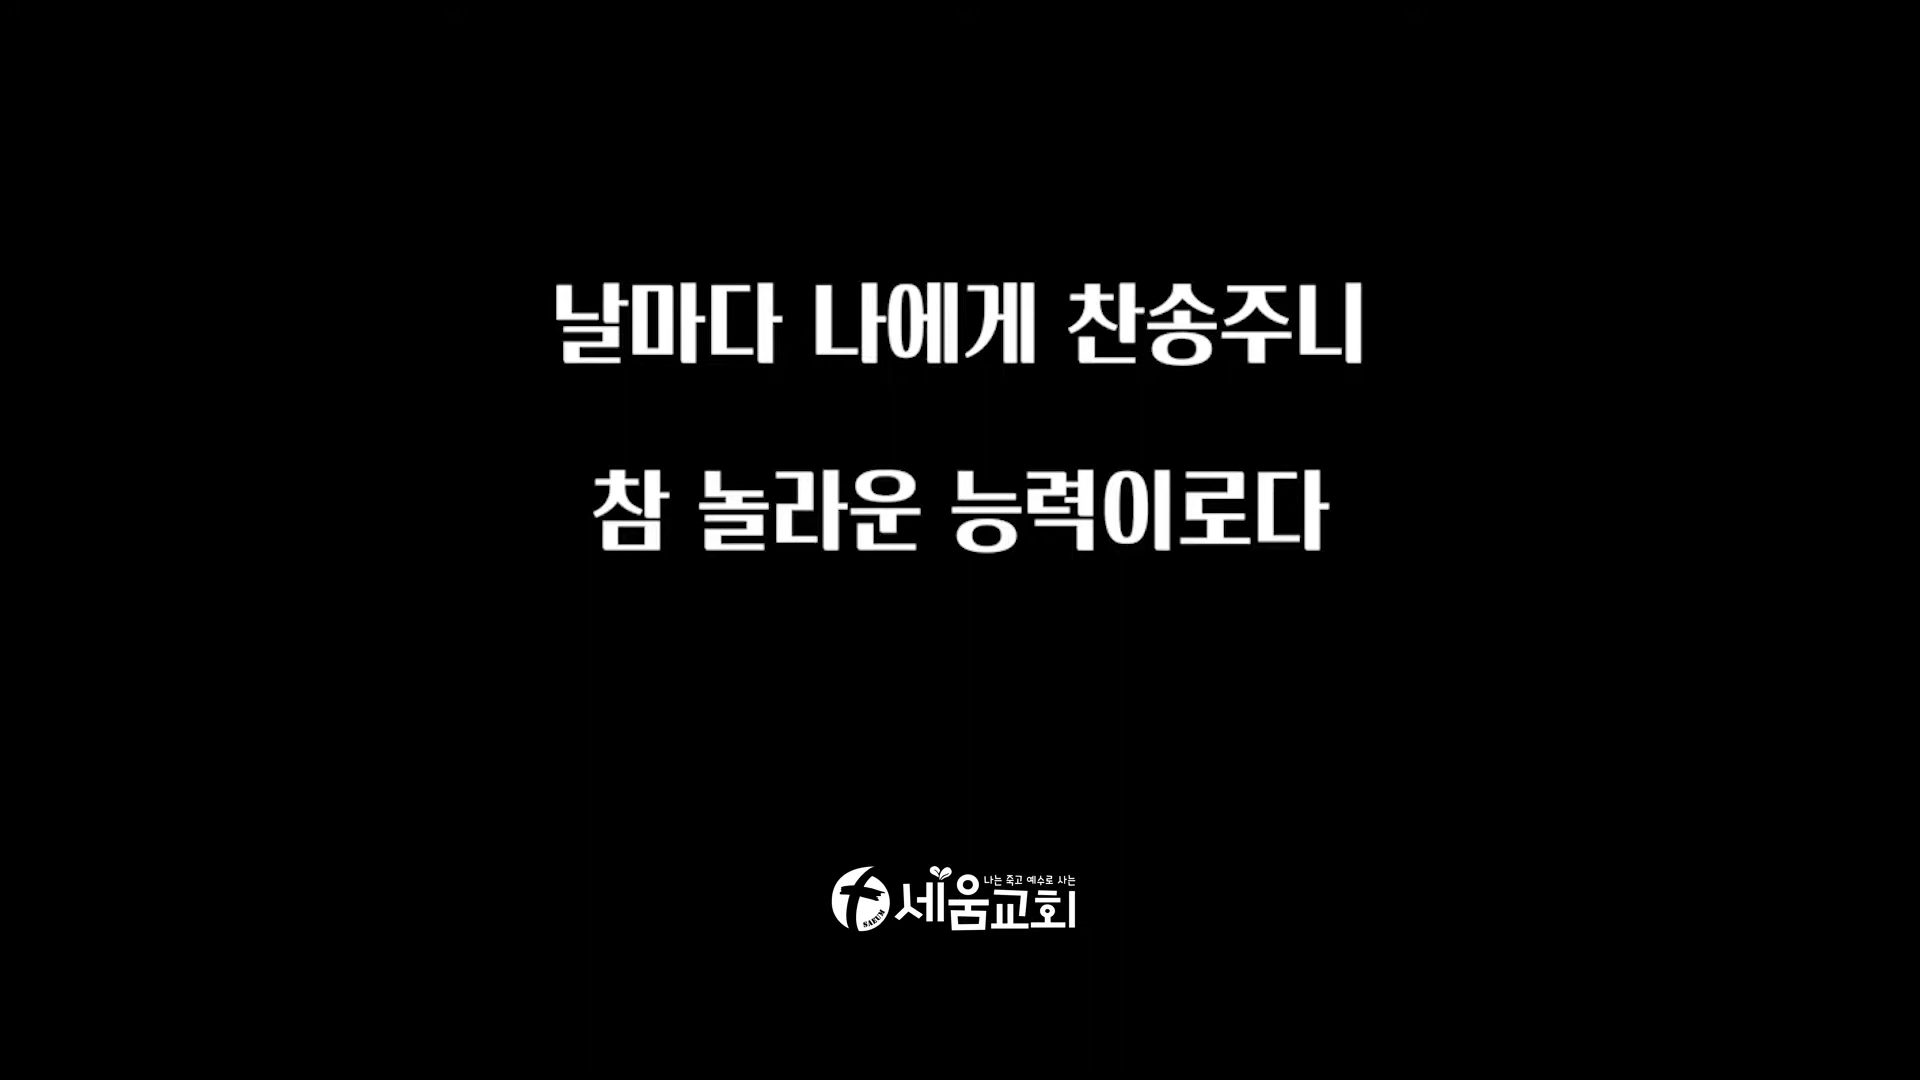 날마다 나에게 찬송주니
참 놀라운 능력이로다
나는 죽고 예수로 사는
세움교회
SAEUM